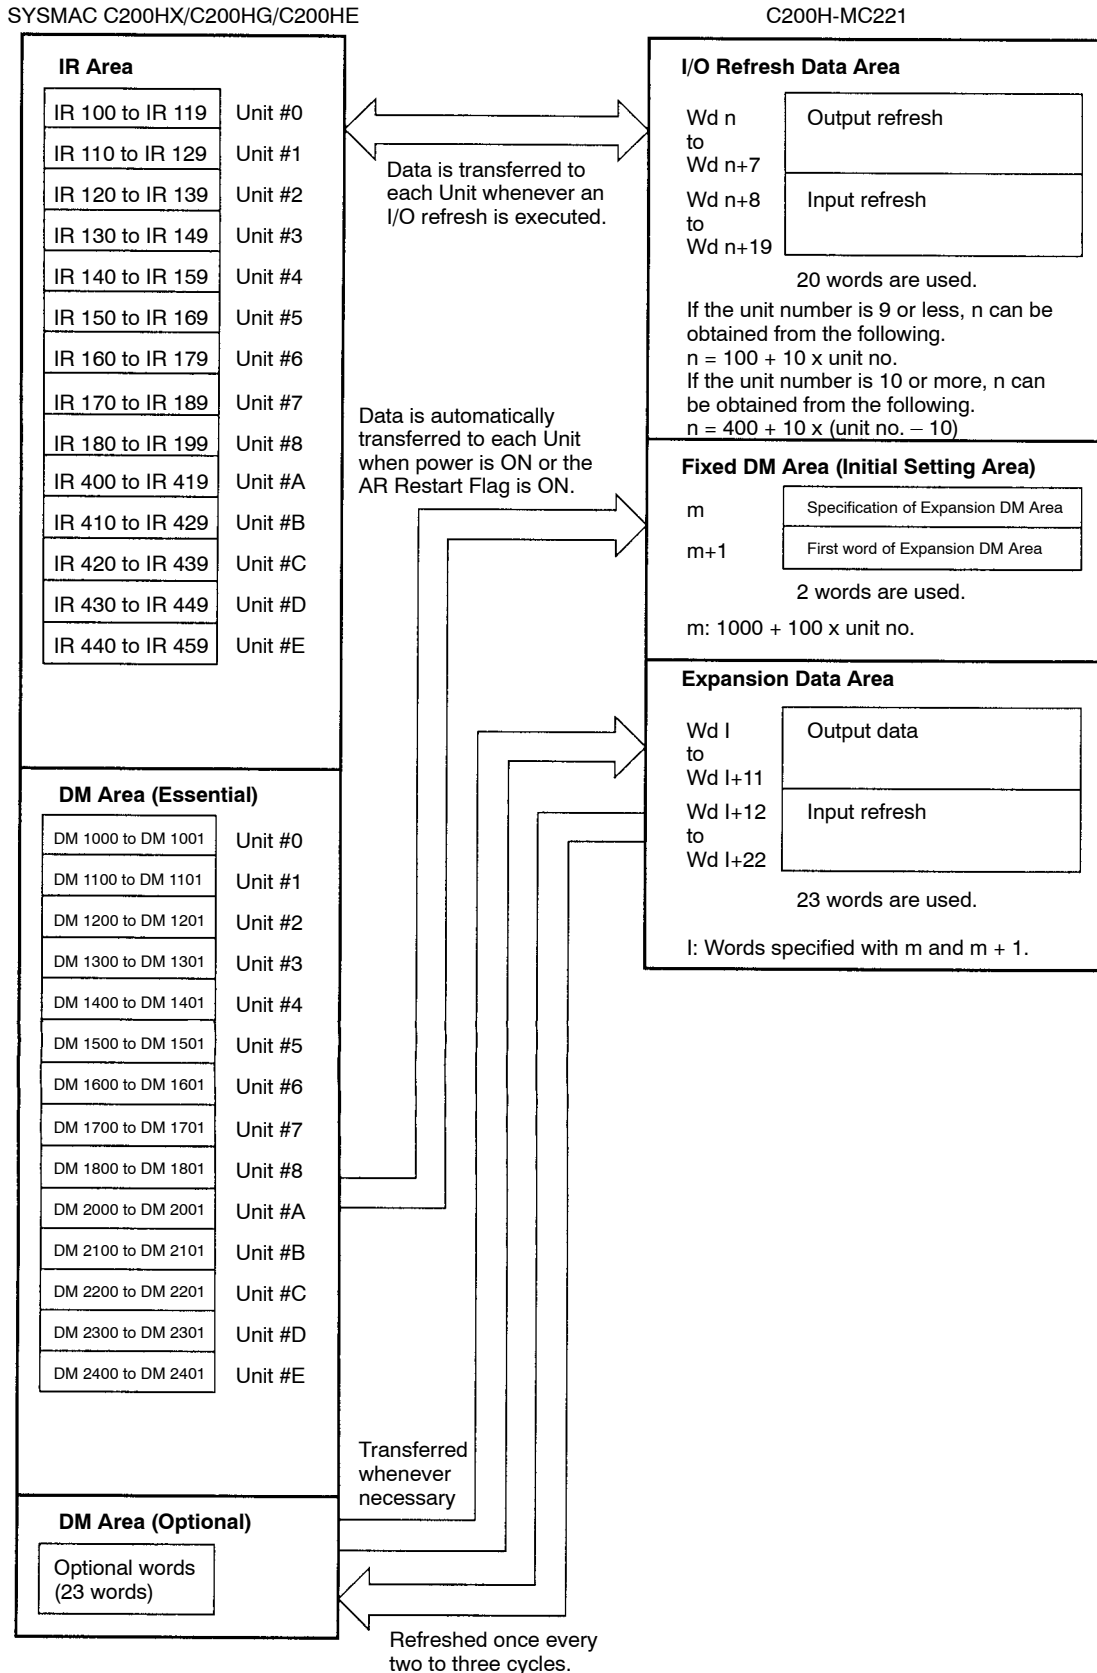 SYSMAC C200HX/C200HG/C200HE
IR Area
IR 100 to IR 119 Unit #0
IR 110 to IR 129 Unit #1
IR 120 to IR 139 Unit #2
IR 130 to IR 149 Unit #3
IR 140 to IR 159 Unit #4
IR 150 to IR 169 Unit #5
IR 160 to IR 179 Unit #6
IR 170 to IR 189 Unit #7
IR 180 to IR 199 Unit #8
IR 400 to IR 419 Unit #A
IR 410 to IR 429 Unit #B
IR 420 to IR 439 Unit #C
IR 430 to IR 449 Unit #D
IR 440 to IR 459 Unit #E
DM Area (Essential)
DM 1000 to DM 1001 Unit #0
DM 1100 to DM 1101 Unit #1
DM 1200 to DM 1201 Unit #2
DM 1300 to DM 1301 Unit #3
DM 1400 to DM 1401 Unit #4
DM 1500 to DM 1501 Unit #5
DM 1600 to DM 1601 Unit #6
DM 1700 to DM 1701 Unit #7
DM 1800 to DM 1801 Unit #8
DM 2000 to DM 2001 Unit #A
DM 2100 to DM 2101 Unit #B
DM 2200 to DM 2201 Unit #C
DM 2300 to DM 2301 Unit #D
DM 2400 to DM 2401 Unit #E
DM Area (Optional)
Optional words
(23 words)
Data is transferred to
each Unit whenever an
I/O refresh is executed.
Data is automatically
transferred to each Unit
when power is ON or the
AR Restart Flag is ON.
Transferred
whenever
necessary
Refreshed once every
two to three cycles.
C200H-MC221
I/O Refresh Data Area
Wd n
to
Wd n+7
Output refresh
Wd n+8
to
Wd n+19
Input refresh
20 words are used.
If the unit number is 9 or less, n can be
obtained from the following.
n = 100 + 10 x unit no.
If the unit number is 10 or more, n can
be obtained from the following.
n = 400 + 10 x (unit no. – 10)
Fixed DM Area (Initial Setting Area)
m Specification of Expansion DM Area
m+1 First word of Expansion DM Area
2 words are used.
m: 1000 + 100 x unit no.
Expansion Data Area
Wd l
to
Wd l+11
Output data
Wd l+12
to
Wd l+22
Input refresh
23 words are used.
l: Words specified with m and m + 1.